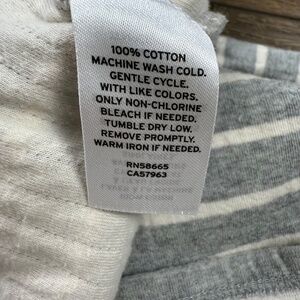 100% COTTON
MACHINE WASH COLD.
GENTLE CYCLE.
WITH LIKE COLORS.
ONLY NON-CHLORINE
BLEACH IF NEEDED.
TUMBLE DRY LOW.
REMOVE PROMPTLY.
WARM IRON IF NEEDED.
RN58665
CA57963